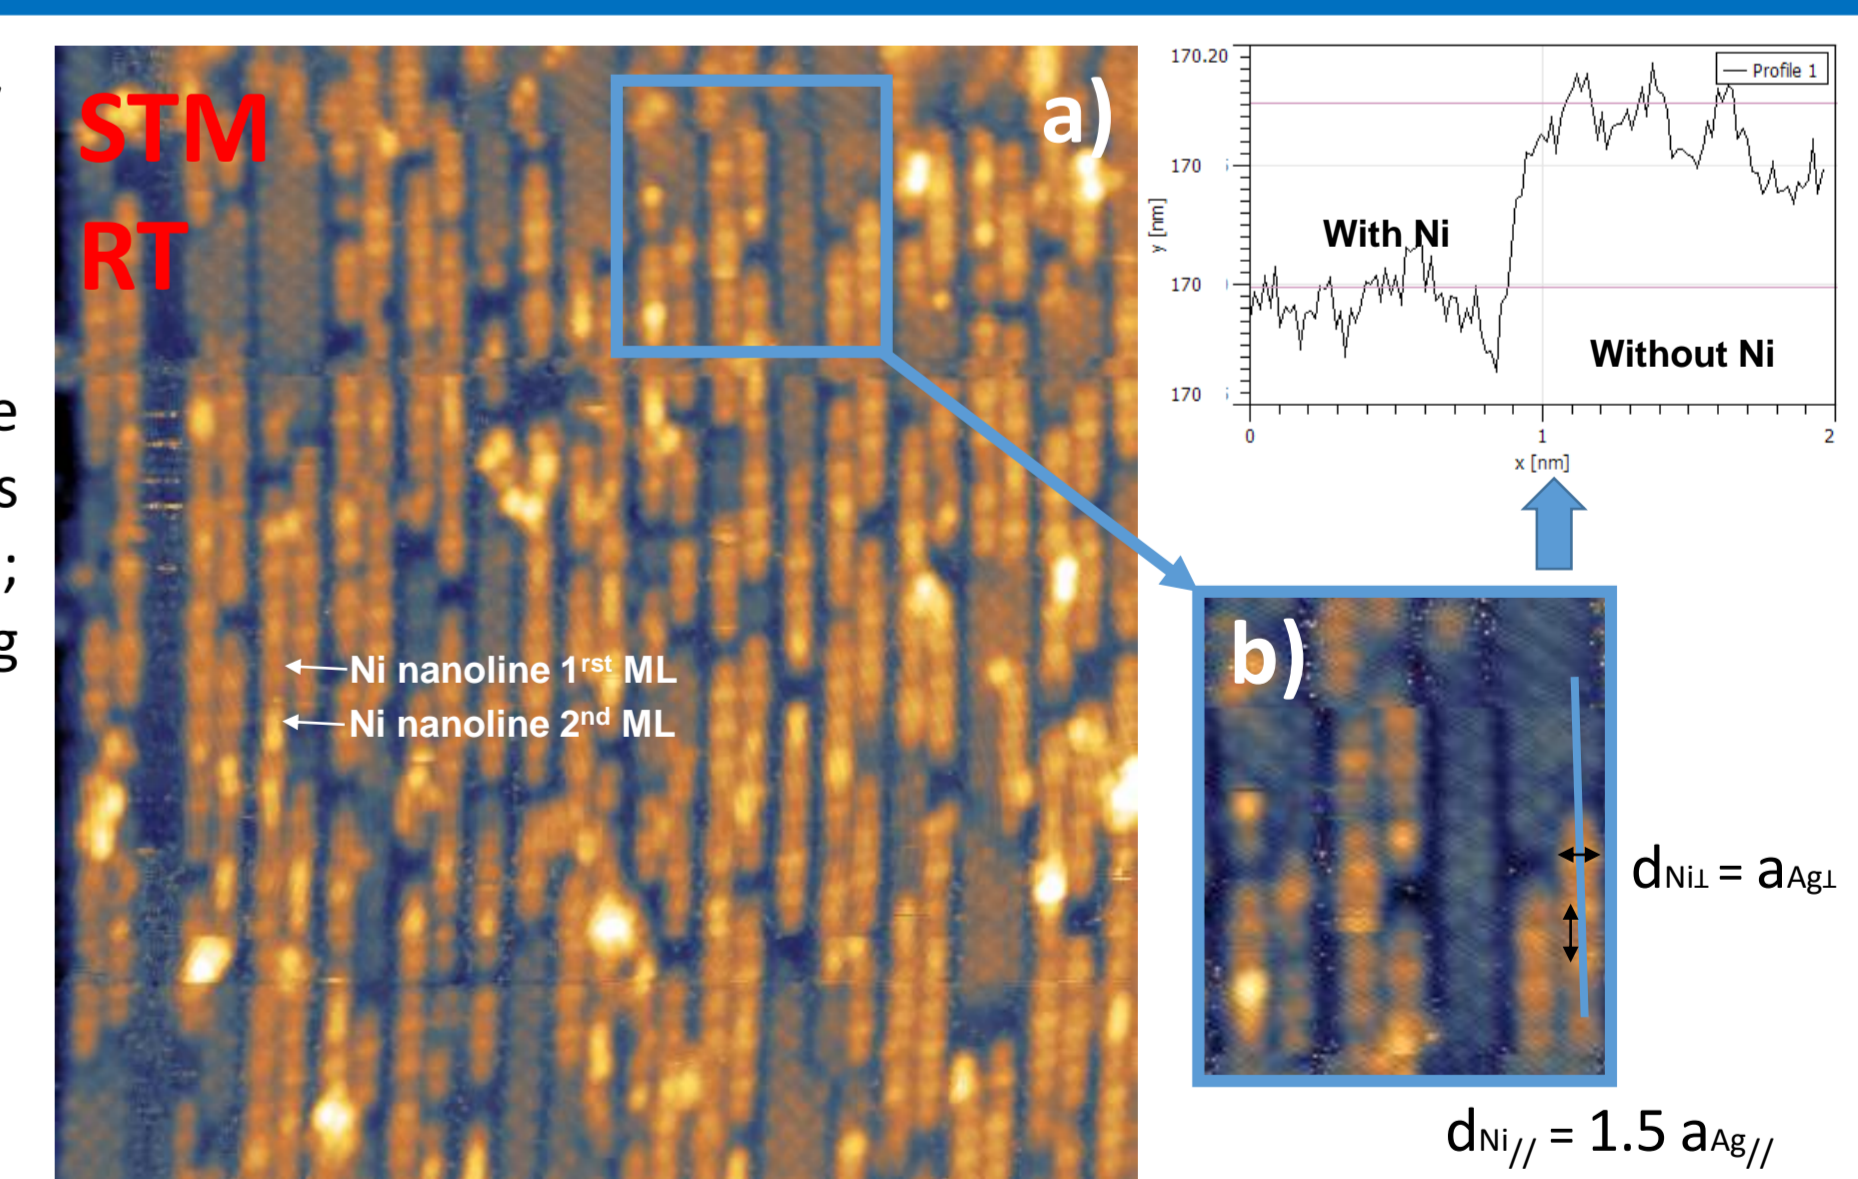 e
s
;
g
STM
RT
a)
Ni nanoline 1rst ML
Ni nanoline 2nd ML
170.20
170
170
170
y [nm]
Profile 1
With Ni
Without Ni
0 1 2
x [nm]
b)
dNi⊥ = aAg⊥
dNi// = 1.5 aAg//